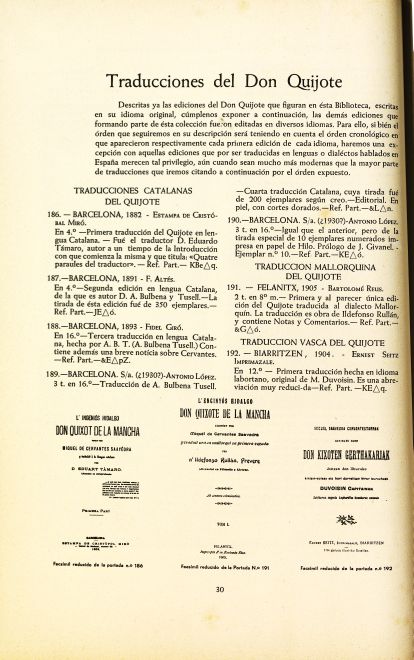 Traducciones del Don Quijote
Descritas ya las ediciones del Don Quijote que figuran en ésta Biblioteca, escritas
en su idioma original, cúmplenos exponer a continuación, las demás ediciones que
formando parte de ésta colección fueron editadas en diversos idiomas. Para ello, si bién el
órden que seguiremos en su descripción será teniendo en cuenta el órden cronológico en
que aparecieron respectivamente cada primera edición de cada idioma, haremos una ex-
cepción con aquellas ediciones que por ser traducidas en lenguas o dialéctos hablados en
España merecen tal privilegio, aún cuando sean mucho más modernas que la mayor parte
de traducciones que iremos citando a continuación por el órden expuesto.
TRADUCCIONES CATALANAS
DEL QUIJOTE
186. — BARCELONA, 1882 - Estampa de Cristó-
bal Miró.
En 4.º —Primera traducción del Quijote en len-
gua Catalana. — Fué el traductor D. Eduardo
Támaro, autor a un tiempo de la Introducción
con que comienza la misma y que titula: «Quatre
paraules del traductor». — Ref. Part.— KBe△q.
187.—BARCELONA, 1891 - F. Altés.
En 4.º—Segunda edición en lengua Catalana,
de la que es autor D. A. Bulbena y Tusell.—La
tirada de ésta edición fué de 350 ejemplares.—
Ref. Part.—JE△ó.
188.—BARCELONA, 1893 - Fidel Giró.
En 16.º—Tercera traducción en lengua Catala-
na, hecha por A. B. T. (A. Bulbena Tusell.) Con-
tiene además una breve noticia sobre Cervantes.
—Ref. Part.—&E△pZ.
189.—BARCELONA. S/a. (¿1930?)-Antonio López.
3 t. en 16.º—Traducción de A. Bulbena Tusell.
—Cuarta traducción Catalana, cuya tirada fué
de 200 ejemplares según creo.—Editorial. En
piel, con cortes dorados.—Ref. Part.—&L△n.
190.—BARCELONA. S/a. (¿1930?)-Antonio López.
3 t. en 16.º—Igual que el anterior, pero de la
tirada especial de 10 ejemplares numerados im-
presa en papel de Hilo. Prólogo de J. Givanel. -
Ejemplar n.º 10.—Ref. Part.—KE△ó.
TRADUCCION MALLORQUINA
DEL QUIJOTE
191. — FELANITX, 1905 - Bartolomé Reus.
2 t. en 8º m.— Primera y al parecer única edi-
ción del Quijote traducida al dialecto Mallor-
quín. La traducción es obra de Ildefonso Rullán,
y contiene Notas y Comentarios.— Ref. Part.—
&G△ó.
TRADUCCION VASCA DEL QUIJOTE
192. — BIARRITZEN, 1904. - Ernest Seitz
Imprimazale.
En 12.º — Primera traducción hecha en idioma
labortano, original de M. Duvoisin. Es una abre-
viación muy reduci-da.—Ref. Part.—KE△q.
L' INGENIÓS HIDALGO
DON QUIXOT DE LA MANCHA
MIGUEL DE CERVANTES SAAVEDRA
D. EDUART TÁMARO.
Primera Part
BARCELONA.
ESTAMPA DE CRISTÓFOL MIRÓ
Facsímil reducido de la portada n.º 186
L'ENGINYÓS HIDALGO
DON QUIXOTE DE LA MANCHA
Miquel de Cervantes Saavedra
n' Ildefonso Rullan, Prevere
TOM I.
FELANITX.
Facsímil reducido de la Portada N.º 191
DON KIXOTEN GERTHAKARIAK
DUVOISIN
Ernest SEITZ, Imprimazale, BIARRITZEN
Facsímil reducido de la portada n.º 192
30